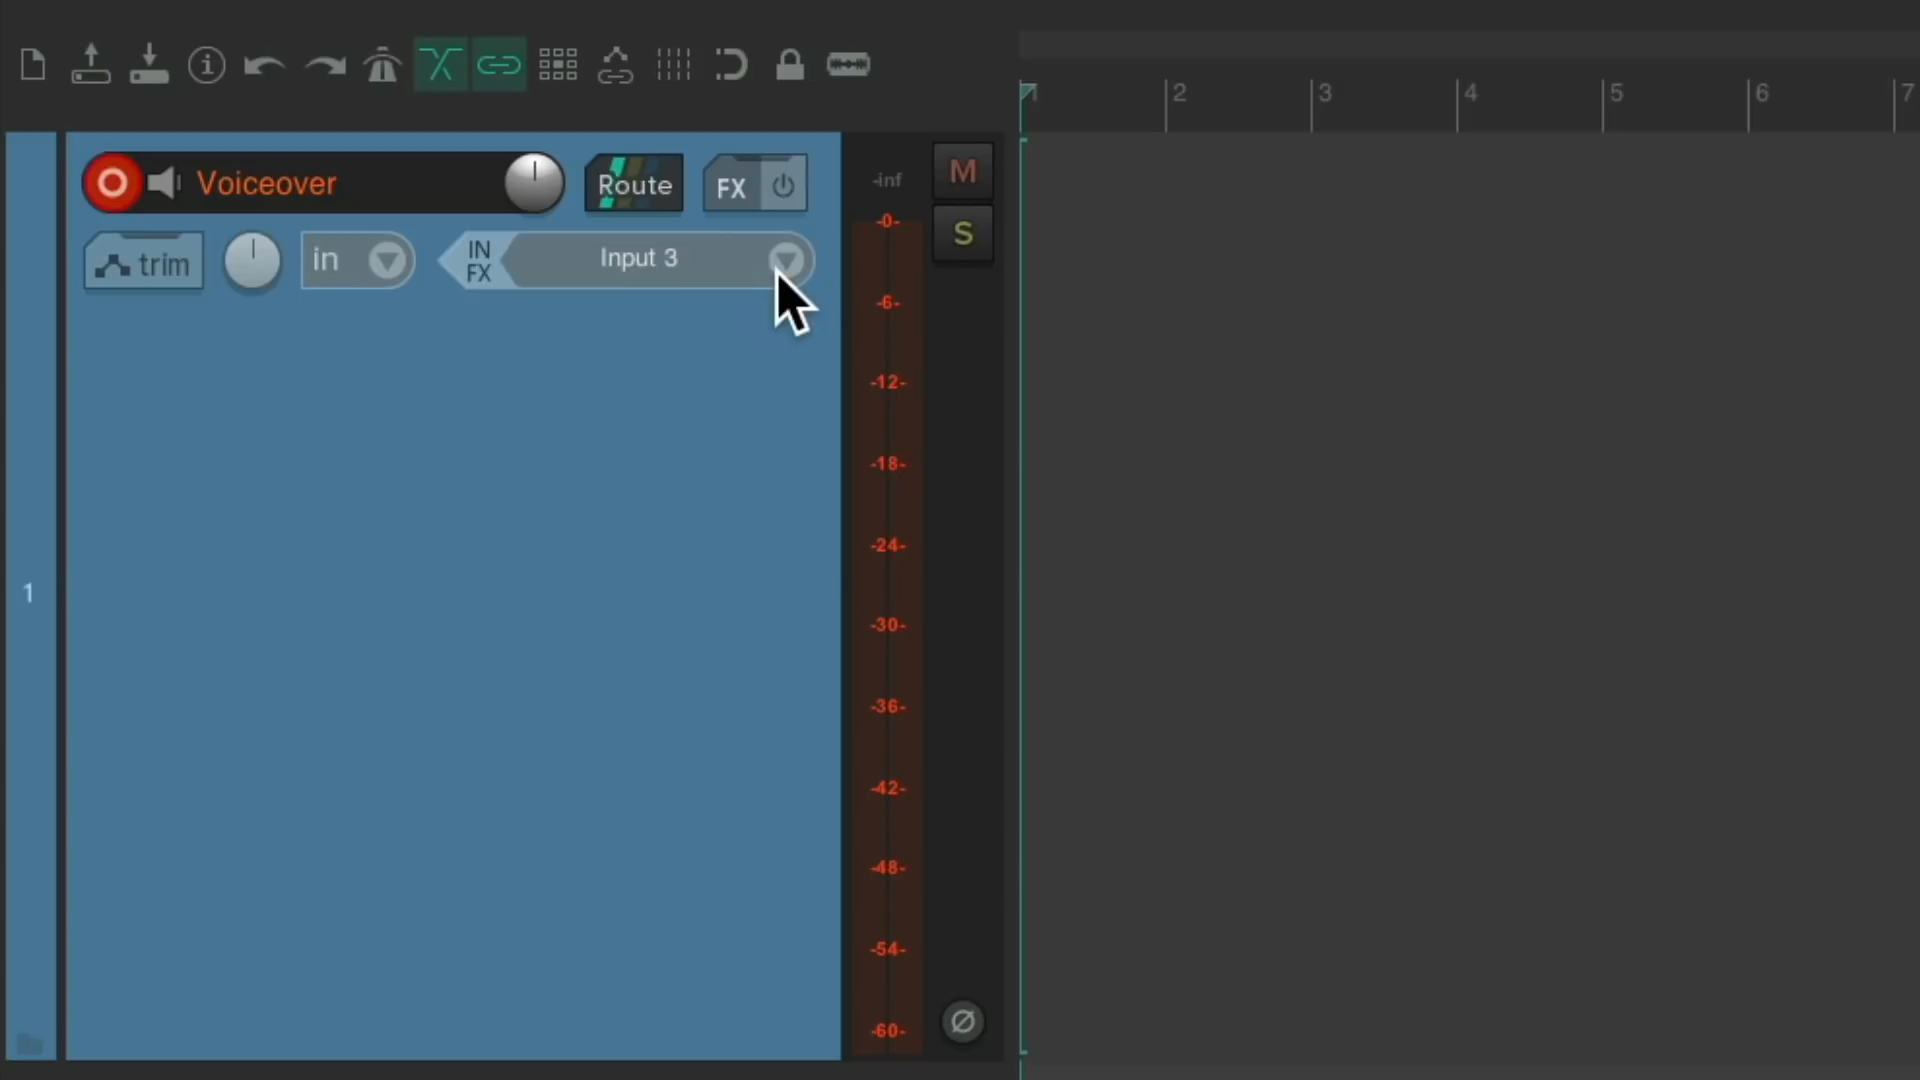 1 2 3 4 5 6 7
Voiceover Route FX
-inf M
-0- S
trim in IN FX Input 3
-6-
-12-
-18-
-24-
-30-
-36-
-42-
-48-
-54-
-60-
1